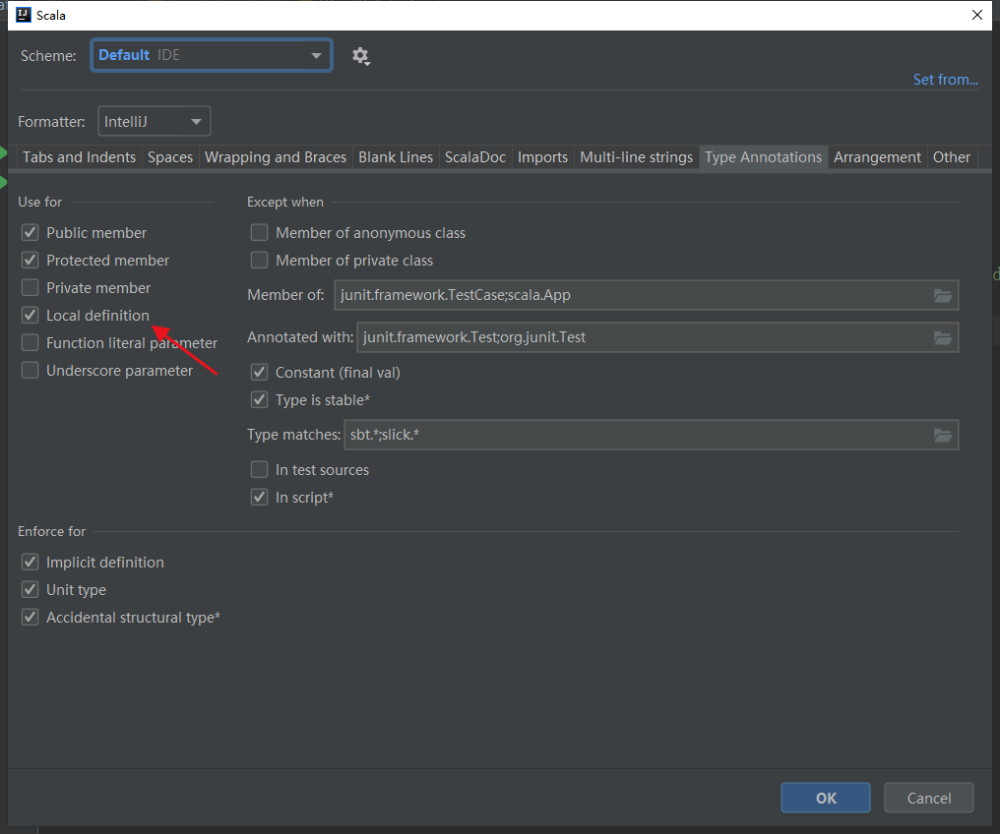 Scala
Scheme: Default IDE
Set from...
Formatter: IntelliJ
Tabs and Indents Spaces Wrapping and Braces Blank Lines ScalaDoc Imports Multi-line strings Type Annotations Arrangement Other
Use for
Public member
Protected member
Private member
Local definition
Function literal parameter
Underscore parameter
Except when
Member of anonymous class
Member of private class
Member of: junit.framework.TestCase;scala.App
Annotated with: junit.framework.Test;org.junit.Test
Constant (final val)
Type is stable*
Type matches: sbt.*;slick.*
In test sources
In script*
Enforce for
Implicit definition
Unit type
Accidental structural type*
OK Cancel